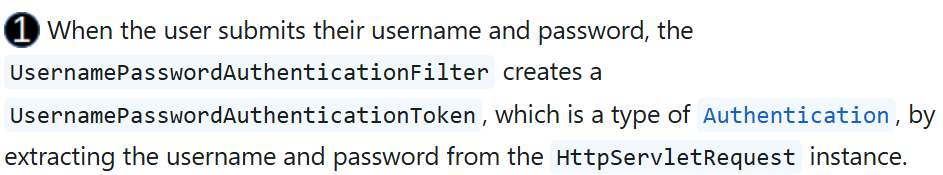 1 When the user submits their username and password, the
UsernamePasswordAuthenticationFilter creates a
UsernamePasswordAuthenticationToken, which is a type of Authentication, by
extracting the username and password from the HttpServletRequest instance.